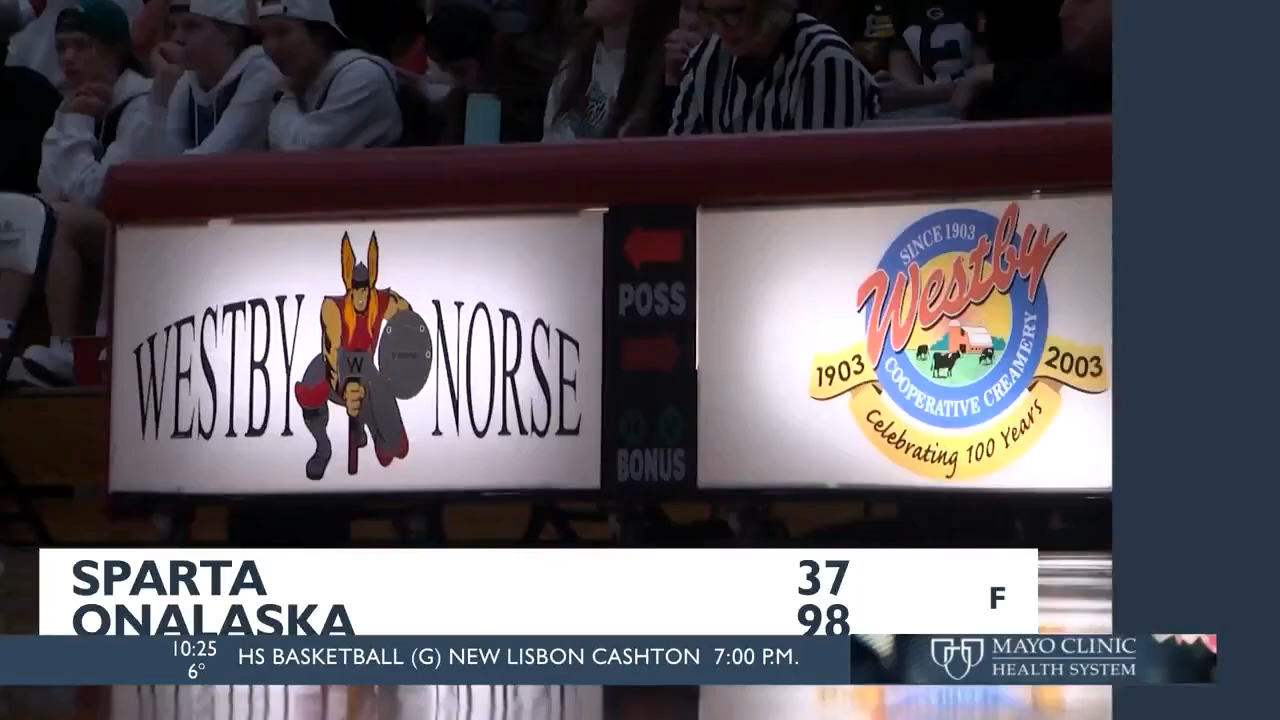 G
12
WESTBY NORSE
W
POSS
BONUS
SINCE 1903
Westby
COOPERATIVE CREAMERY
1903 2003
Celebrating 100 Years
SPARTA 37
ONALASKA 98
F
10:25
6°
HS BASKETBALL (G) NEW LISBON CASHTON 7:00 P.M.
MAYO CLINIC
HEALTH SYSTEM